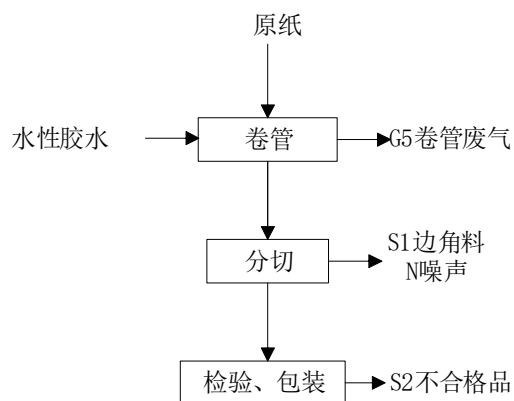 原纸
水性胶水
卷管
G5卷管废气
分切
S1边角料
N噪声
检验、包装
S2不合格品